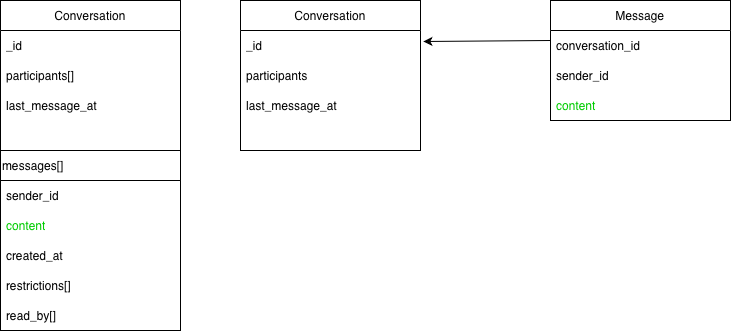 Conversation
_id
participants[]
last_message_at
messages[]
sender_id
content
created_at
restrictions[]
read_by[]
Conversation
_id
participants
last_message_at
Message
conversation_id
sender_id
content